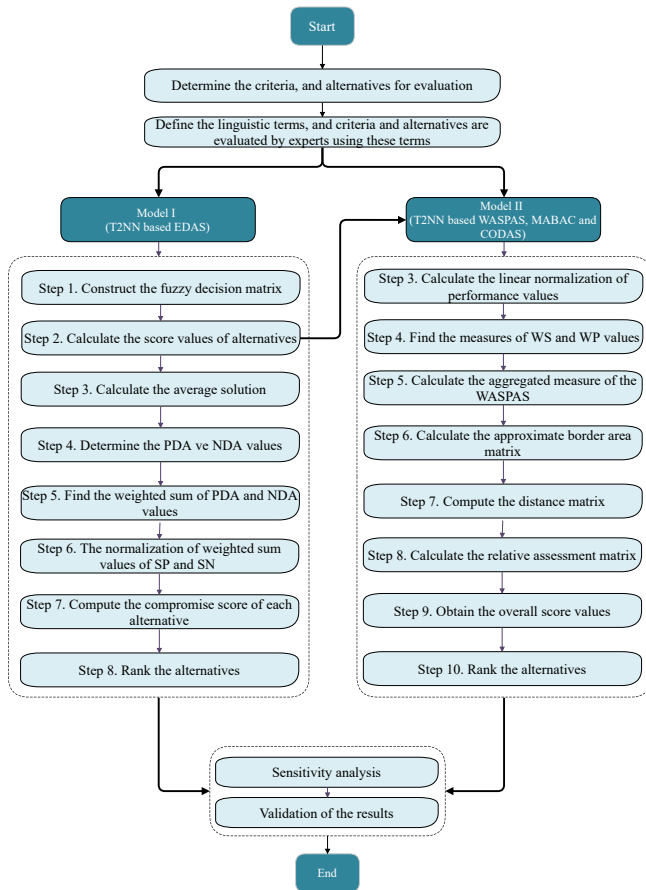 Start
Determine the criteria, and alternatives for evaluation
Define the linguistic terms, and criteria and alternatives are
evaluated by experts using these terms
Model I
(T2NN based EDAS)
Step 1. Construct the fuzzy decision matrix
Step 2. Calculate the score values of alternatives
Step 3. Calculate the average solution
Step 4. Determine the PDA ve NDA values
Step 5. Find the weighted sum of PDA and NDA
values
Step 6. The normalization of weighted sum
values of SP and SN
Step 7. Compute the compromise score of each
alternative
Step 8. Rank the alternatives
Model II
(T2NN based WASPAS, MABAC and
CODAS)
Step 3. Calculate the linear normalization of
performance values
Step 4. Find the measures of WS and WP values
Step 5. Calculate the aggregated measure of the
WASPAS
Step 6. Calculate the approximate border area
matrix
Step 7. Compute the distance matrix
Step 8. Calculate the relative assessment matrix
Step 9. Obtain the overall score values
Step 10. Rank the alternatives
Sensitivity analysis
Validation of the results
End